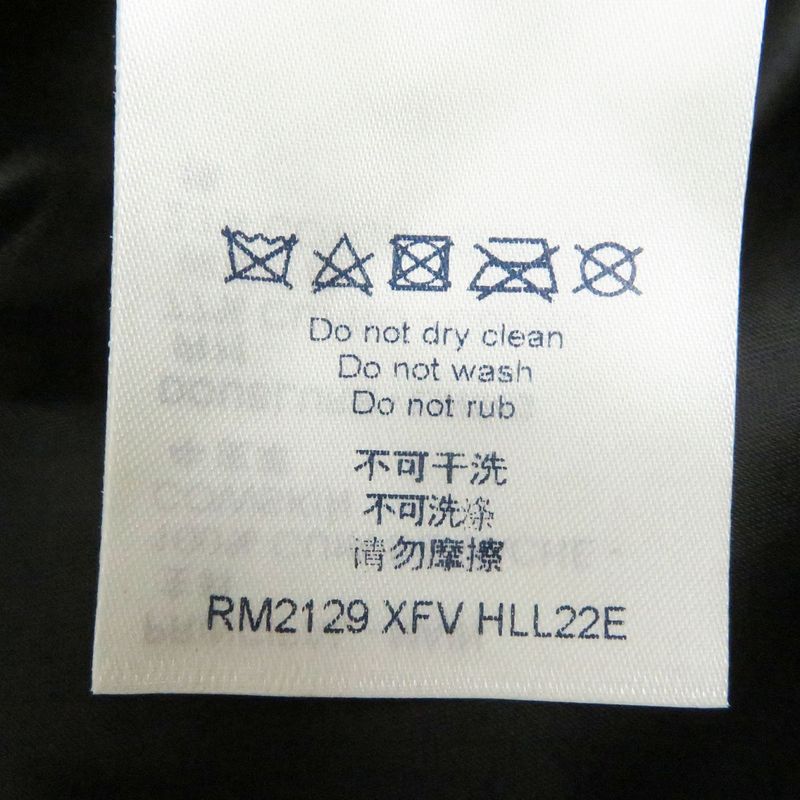 Do not dry clean
Do not wash
Do not rub
不可干洗
不可洗涤
请勿摩擦
RM2129 XFV HLL22E